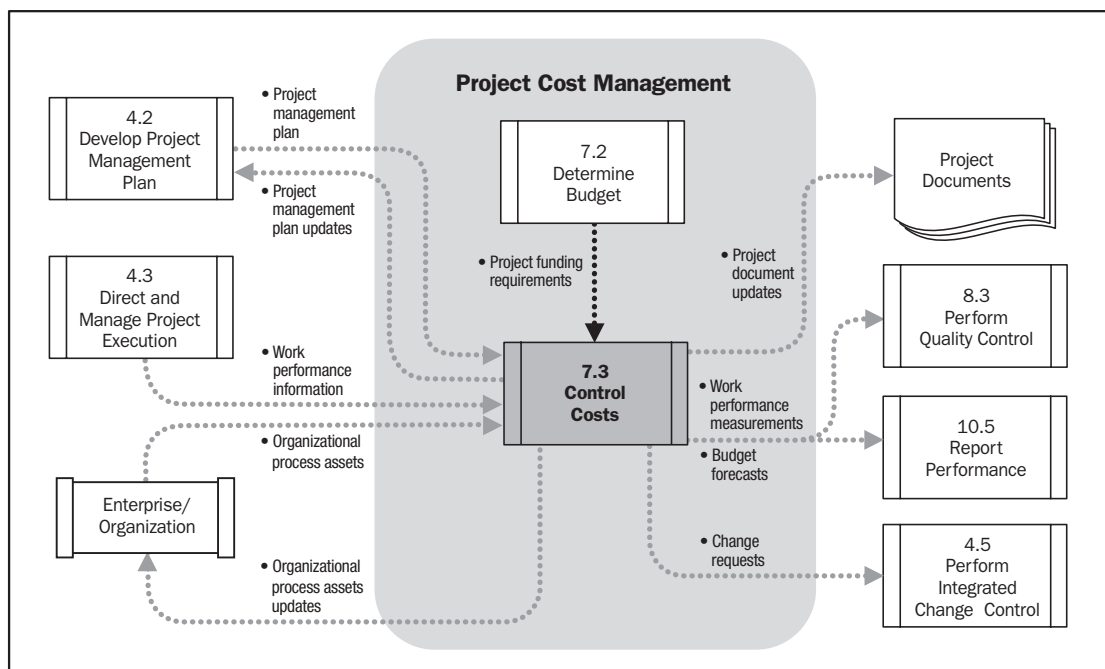 Project Cost Management
4.2
Develop Project
Management
Plan
• Project
management
plan
• Project
management
plan updates
7.2
Determine
Budget
Project
Documents
4.3
Direct and
Manage Project
Execution
• Project funding
requirements
• Project
document
updates
8.3
Perform
Quality Control
• Work
performance
information
7.3
Control
Costs
• Work
performance
measurements
• Budget
forecasts
10.5
Report
Performance
• Organizational
process assets
Enterprise/
Organization
• Organizational
process assets
updates
• Change
requests
4.5
Perform
Integrated
Change Control